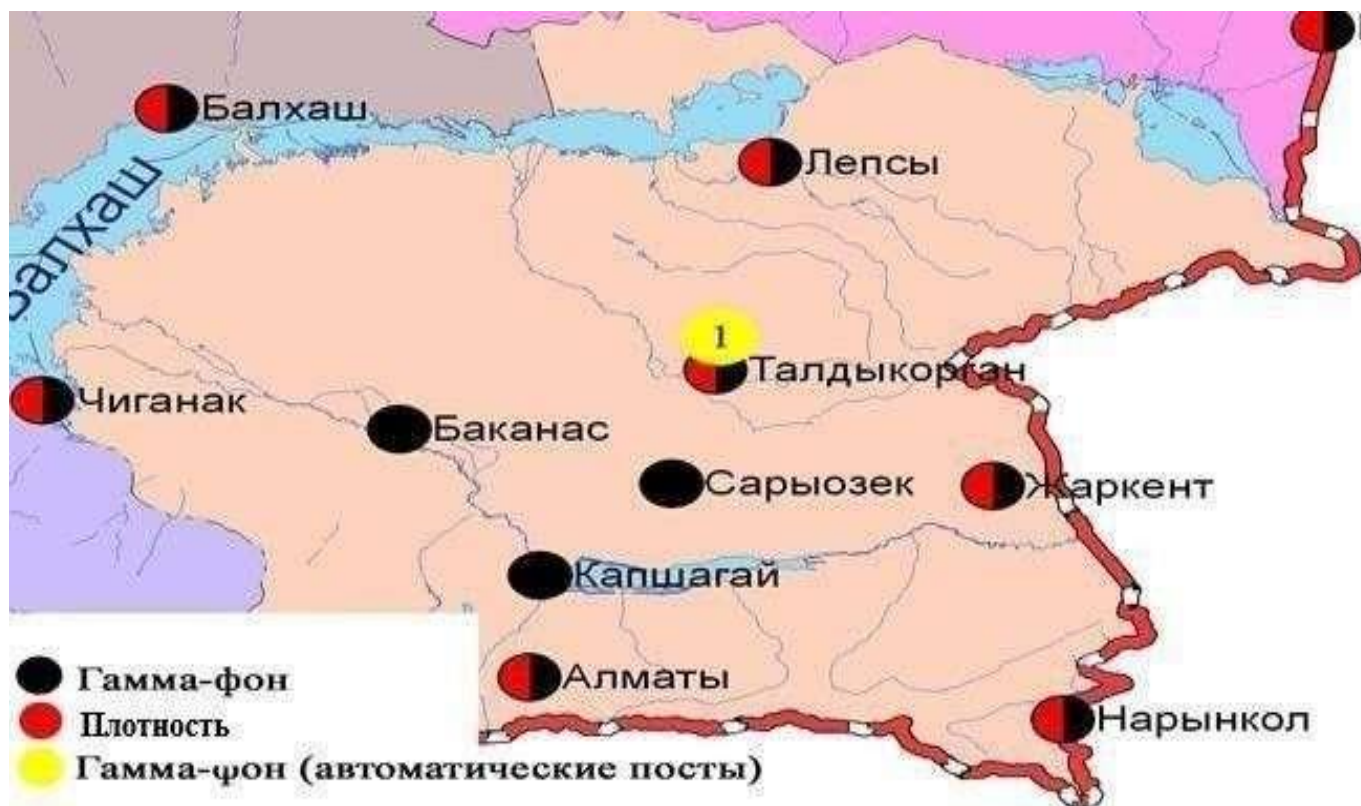 Балхаш
Лепсы
Балхаш
1
Талдыкорган
Чиганак
Баканас
Сарыозек
Жаркент
Капшагай
Алматы
Нарынкол
Гамма-фон
Плотность
Гамма-фон (автоматические посты)